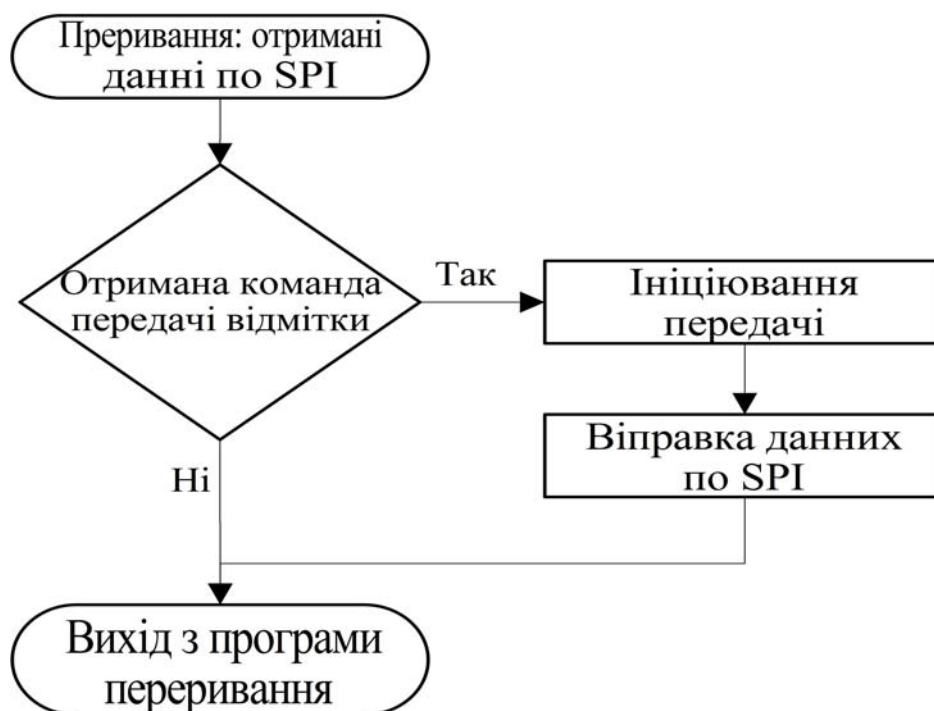 Преривання: отримані
данні по SPI
Отримана команда
передачі відмітки
Так
Ініціювання
передачі
Віправка данних
по SPI
Ні
Вихід з програми
переривання